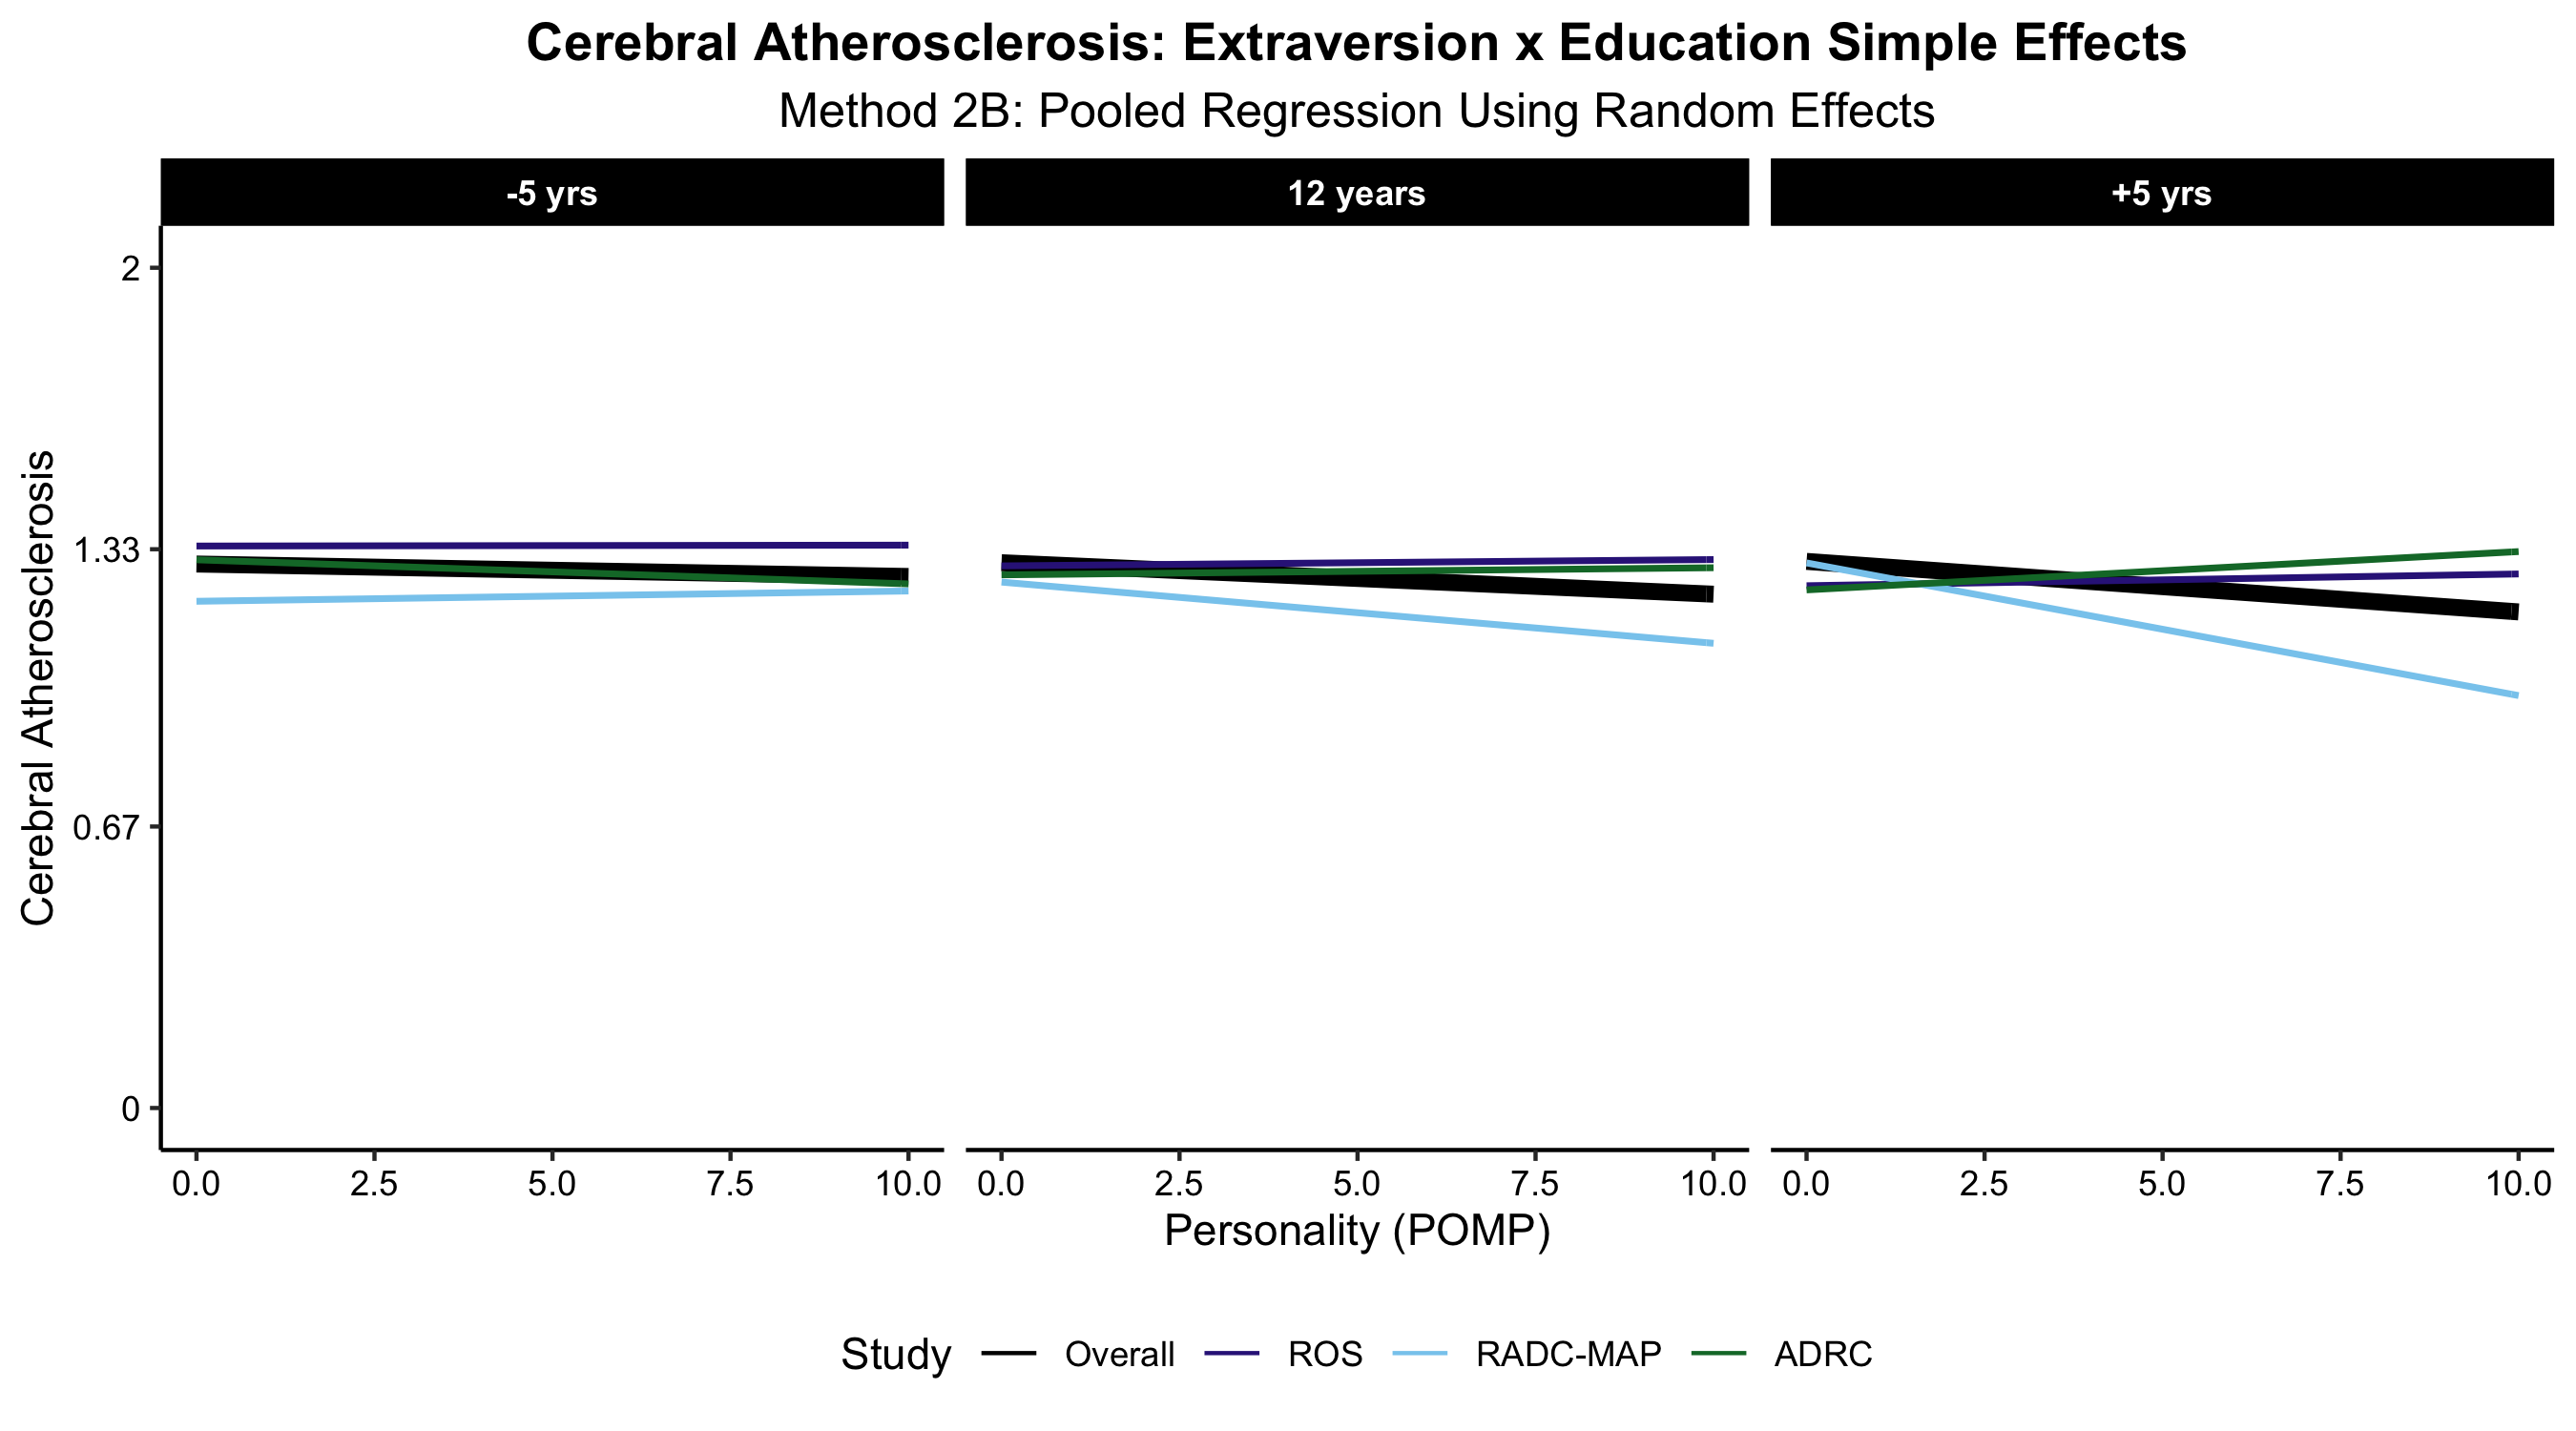 Cerebral Atherosclerosis: Extraversion x Education Simple Effects
Method 2B: Pooled Regression Using Random Effects
-5 yrs 12 years +5 yrs
Cerebral Atherosclerosis
2
1.33
0.67
0
0.0 2.5 5.0 7.5 10.0 0.0 2.5 5.0 7.5 10.0 0.0 2.5 5.0 7.5 10.0
Personality (POMP)
Study Overall ROS RADC-MAP ADRC